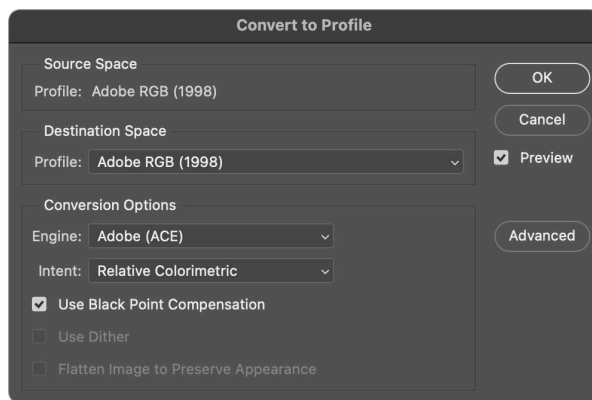 Convert to Profile
Source Space
Profile: Adobe RGB (1998)
OK
Cancel
Destination Space
Profile: Adobe RGB (1998)
Preview
Conversion Options
Engine: Adobe (ACE)
Advanced
Intent: Relative Colorimetric
Use Black Point Compensation
Use Dither
Flatten Image to Preserve Appearance